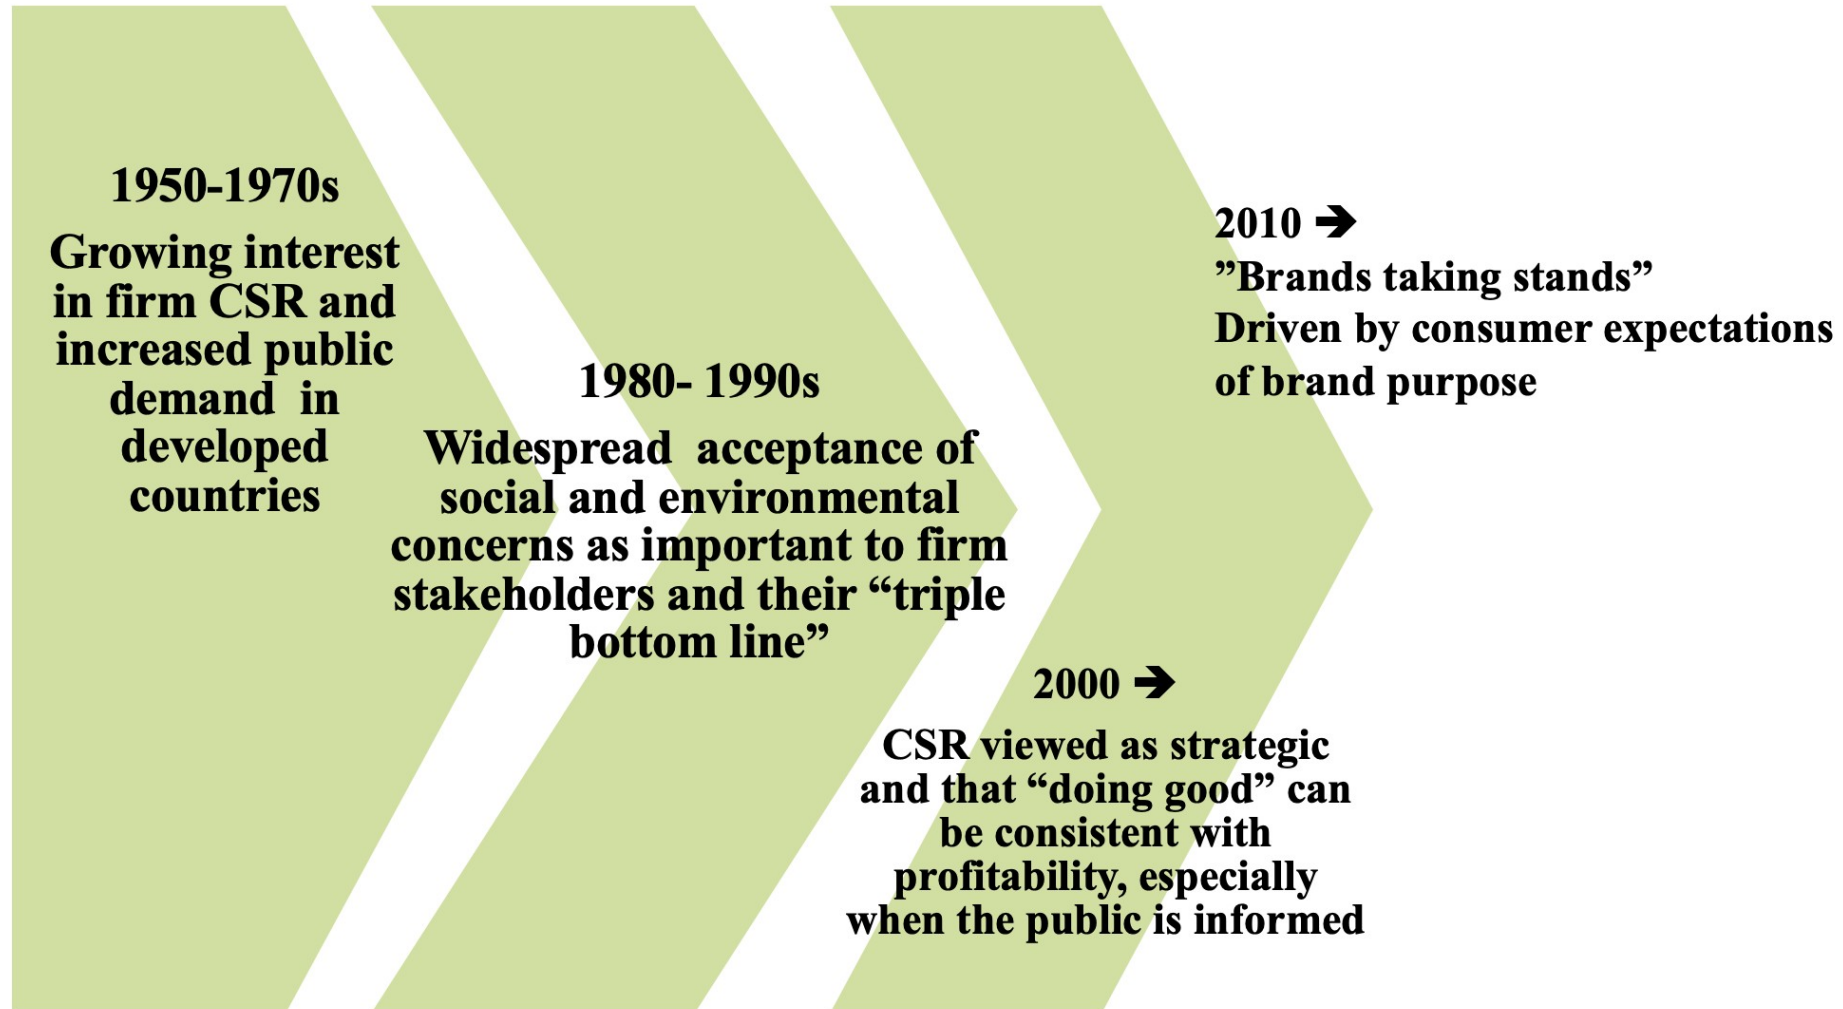 1950-1970s
Growing interest
in firm CSR and
increased public
demand in
developed
countries
1980- 1990s
Widespread acceptance of
social and environmental
concerns as important to firm
stakeholders and their “triple
bottom line”
2000 ➔
CSR viewed as strategic
and that “doing good” can
be consistent with
profitability, especially
when the public is informed
2010 ➔
”Brands taking stands”
Driven by consumer expectations
of brand purpose